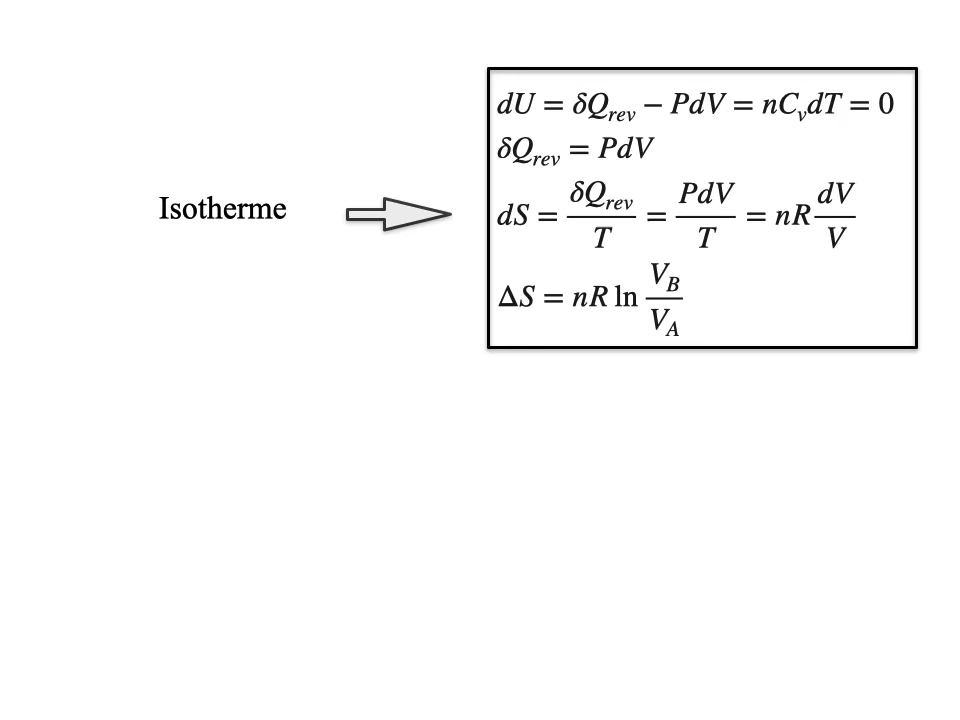 Isotherme
dU = δQ_rev − PdV = nC_v dT = 0
δQ_rev = PdV
dS = δQ_rev/T = PdV/T = nR dV/V
ΔS = nR ln V_B/V_A